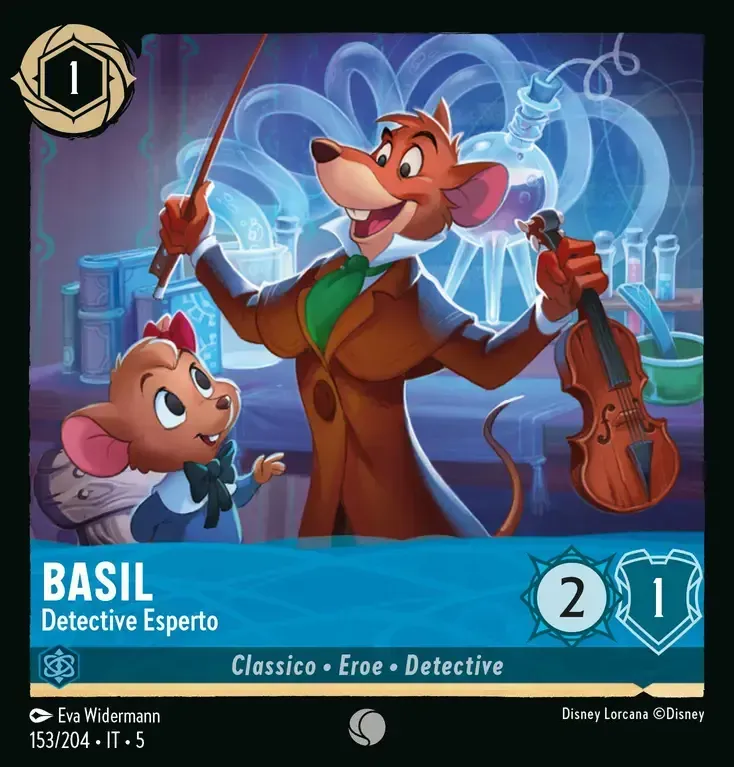 1
BASIL
Detective Esperto
2
1
Classico • Eroe • Detective
Eva Widermann
153/204 • IT • 5
Disney Lorcana ©Disney